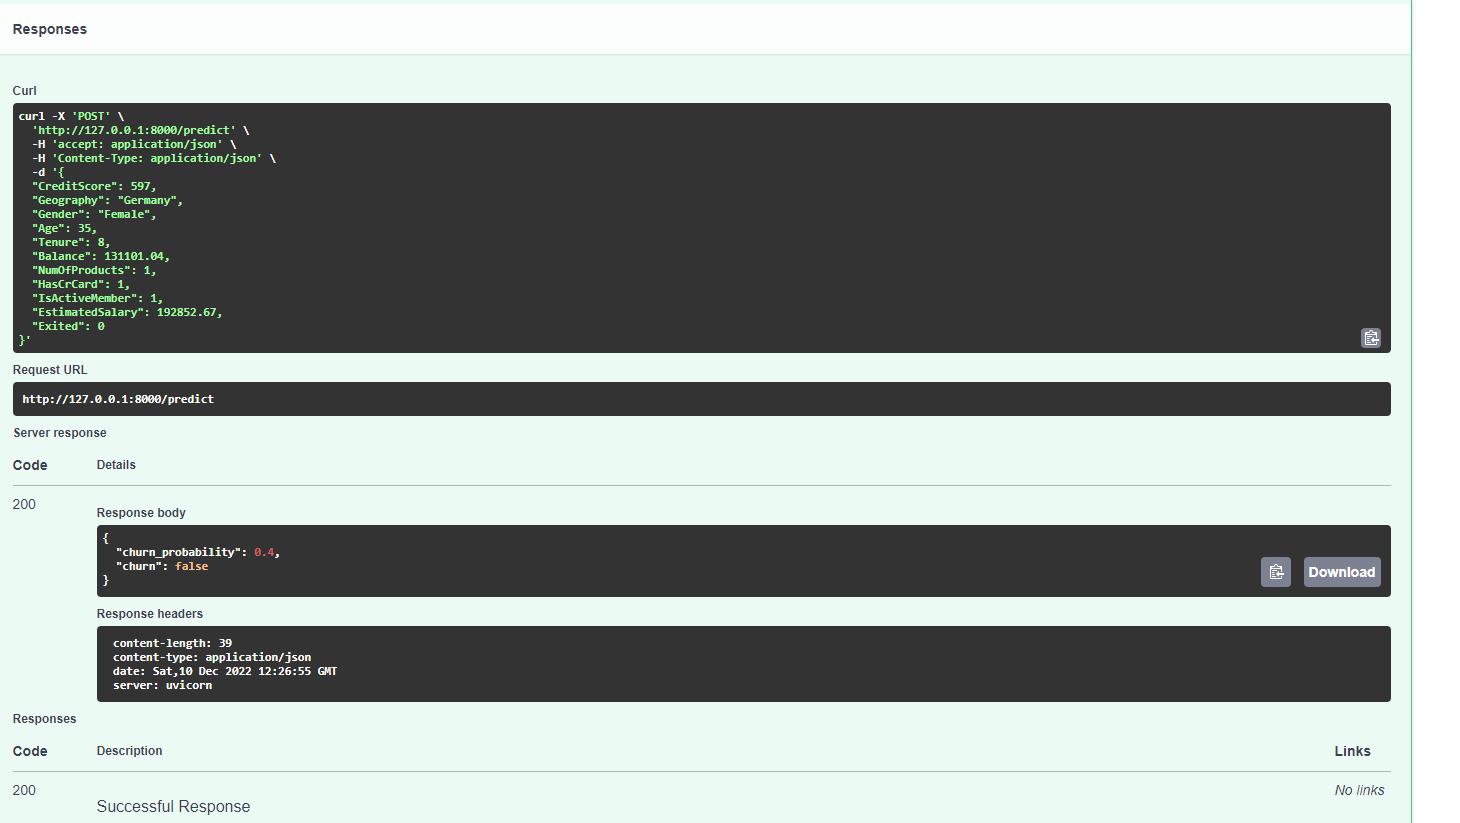 Responses
Curl
curl -X 'POST' \
  'http://127.0.0.1:8000/predict' \
  -H 'accept: application/json' \
  -H 'Content-Type: application/json' \
  -d '{
  "CreditScore": 597,
  "Geography": "Germany",
  "Gender": "Female",
  "Age": 35,
  "Tenure": 8,
  "Balance": 131101.04,
  "NumOfProducts": 1,
  "HasCrCard": 1,
  "IsActiveMember": 1,
  "EstimatedSalary": 192852.67,
  "Exited": 0
}'
Request URL
http://127.0.0.1:8000/predict
Server response
Code Details
200
Response body
{
  "churn_probability": 0.4,
  "churn": false
}
Download
Response headers
content-length: 39
content-type: application/json
date: Sat,10 Dec 2022 12:26:55 GMT
server: uvicorn
Responses
Code Description Links
200 No links
Successful Response